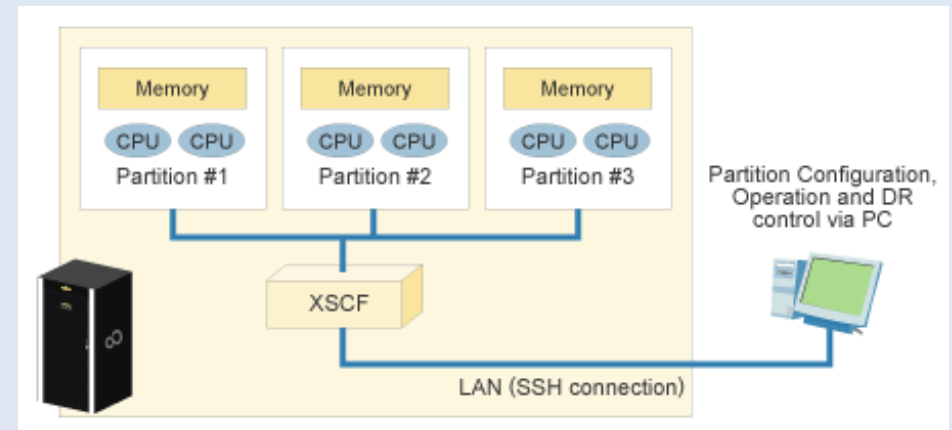 Memory
Memory
Memory
CPU CPU
CPU CPU
CPU CPU
Partition #1
Partition #2
Partition #3
Partition Configuration,
Operation and DR
control via PC
XSCF
LAN (SSH connection)